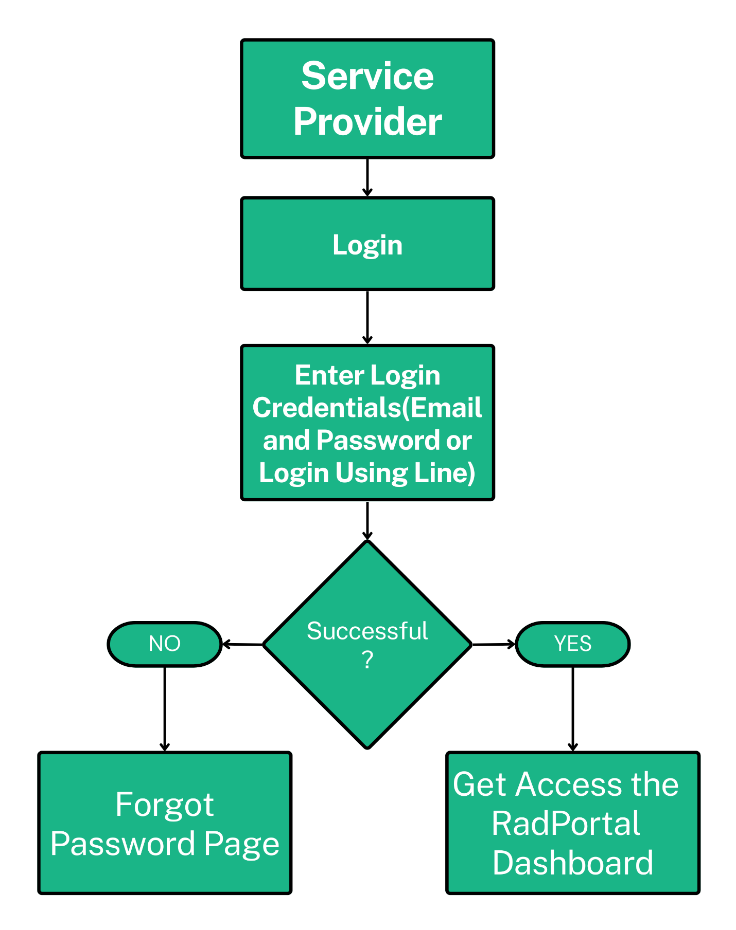 Service
Provider
Login
Enter Login
Credentials(Email
and Password or
Login Using Line)
Successful
?
NO
YES
Forgot
Password Page
Get Access the
RadPortal
Dashboard